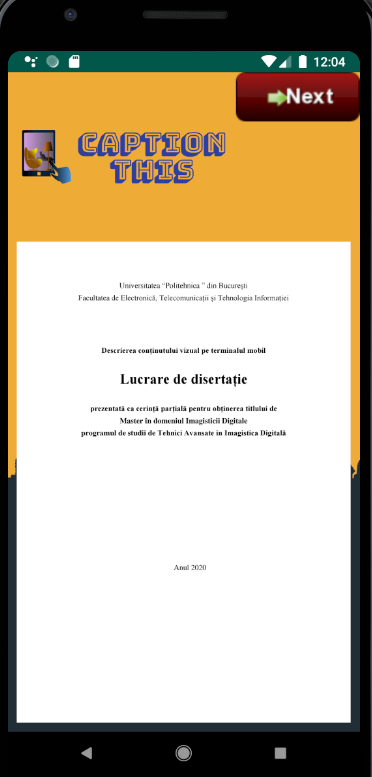 12:04
Next
CAPTION
THIS
Universitatea “Politehnica ” din București
Facultatea de Electronică, Telecomunicații și Tehnologia Informației
Descrierea conținutului vizual pe terminalul mobil
Lucrare de disertație
prezentată ca cerință parțială pentru obținerea titlului de
Master în domeniul Imagisticii Digitale
programul de studii de Tehnici Avansate în Imagistica Digitală
Anul 2020